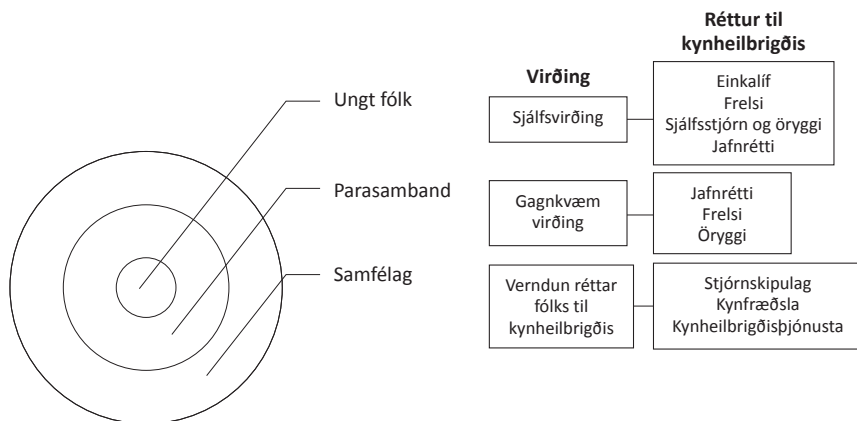 Réttur til
kynheilbrigðis
Virðing
Ungt fólk
Sjálfsvirðing
Einkalíf
Frelsi
Sjálfsstjórn og öryggi
Jafnrétti
Parasamband
Gagnkvæm
virðing
Jafnrétti
Frelsi
Öryggi
Samfélag
Verndun réttar
fólks til
kynheilbrigðis
Stjórnskipulag
Kynfræðsla
Kynheilbrigðisþjónusta